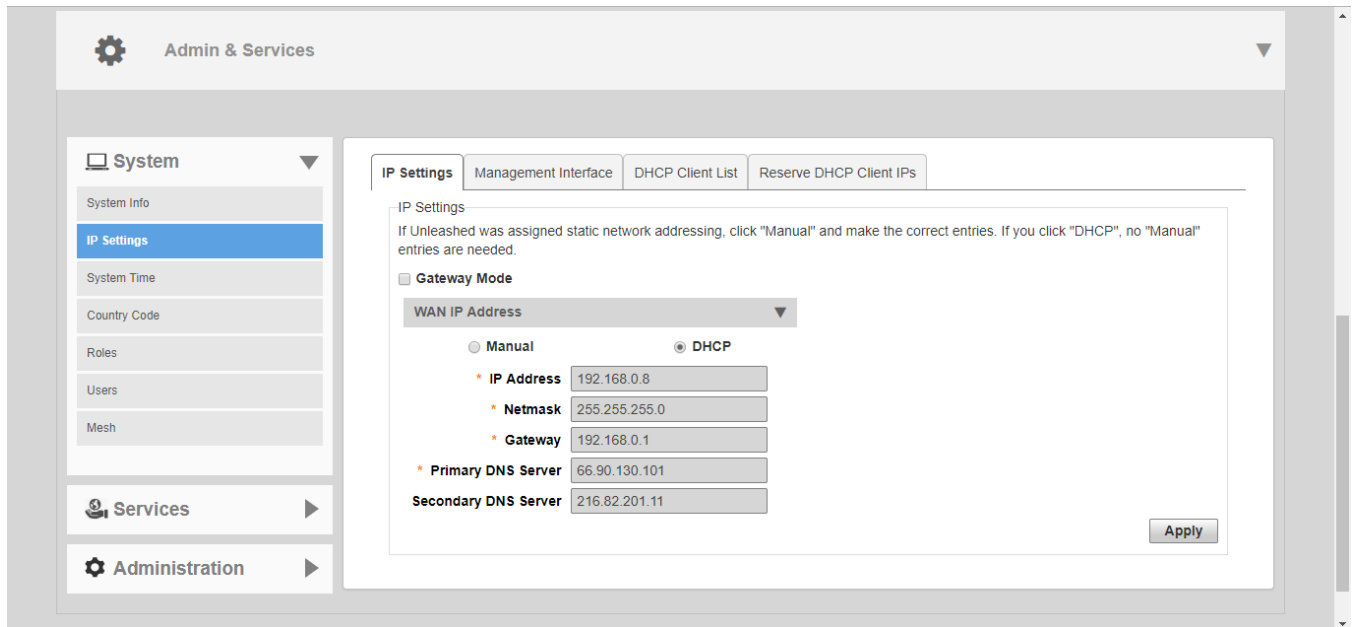 Admin & Services
System
System Info
IP Settings
System Time
Country Code
Roles
Users
Mesh
Services
Administration
IP Settings
Management Interface
DHCP Client List
Reserve DHCP Client IPs
IP Settings
If Unleashed was assigned static network addressing, click "Manual" and make the correct entries. If you click "DHCP", no "Manual"
entries are needed.
Gateway Mode
WAN IP Address
Manual
DHCP
* IP Address 192.168.0.8
* Netmask 255.255.255.0
* Gateway 192.168.0.1
* Primary DNS Server 66.90.130.101
Secondary DNS Server 216.82.201.11
Apply